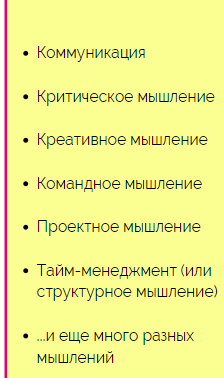 • Коммуникация
• Критическое мышление
• Креативное мышление
• Командное мышление
• Проектное мышление
• Тайм-менеджмент (или
структурное мышление)
• ...и еще много разных
мышлений